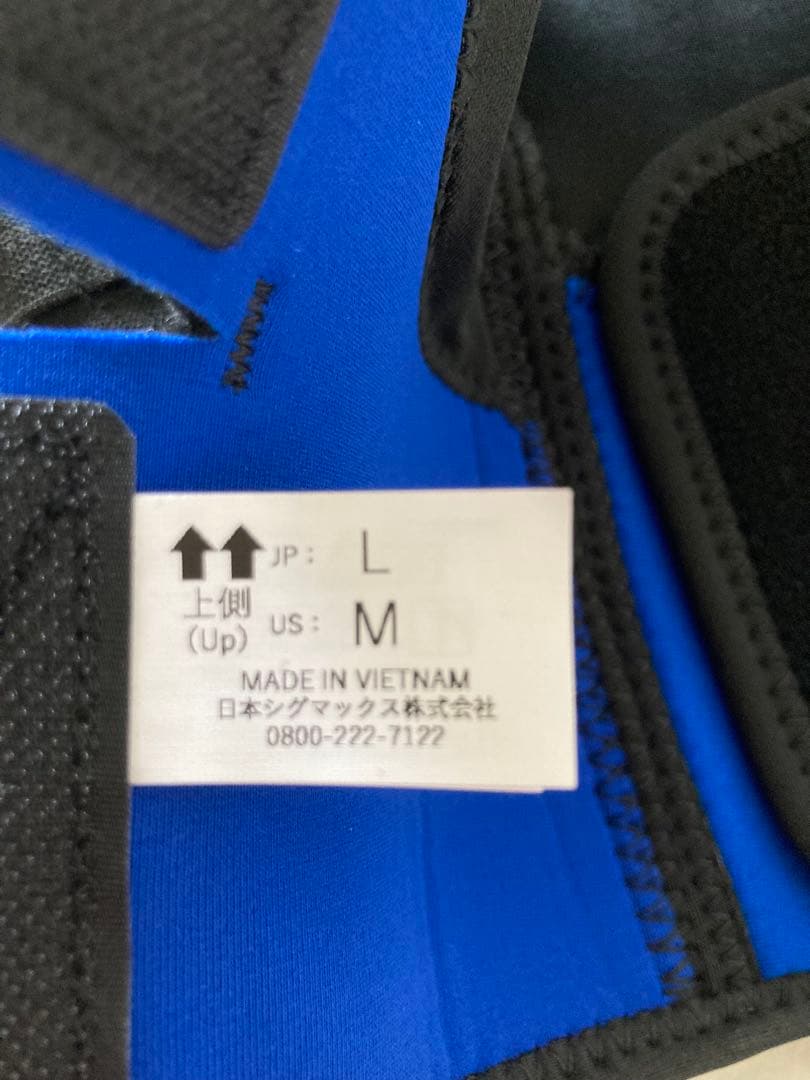 JP： L
上側
(Up) US： M
MADE IN VIETNAM
日本シグマックス株式会社
0800-222-7122